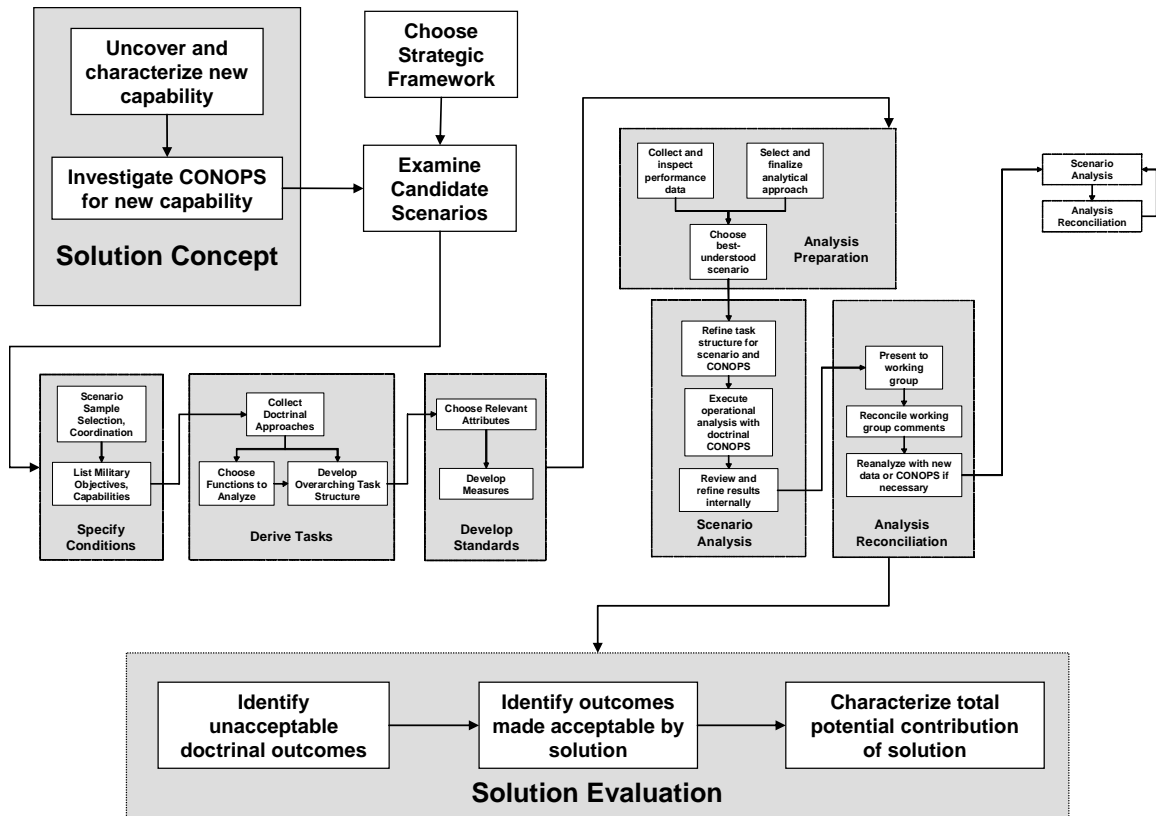 Uncover and
characterize new
capability
Investigate CONOPS
for new capability
Solution Concept
Choose
Strategic
Framework
Examine
Candidate
Scenarios
Scenario
Sample
Selection,
Coordination
List Military
Objectives,
Capabilities
Specify
Conditions
Collect
Doctrinal
Approaches
Choose
Functions to
Analyze
Develop
Overarching Task
Structure
Derive Tasks
Choose Relevant
Attributes
Develop
Measures
Develop
Standards
Collect and
inspect
performance
data
Select and
finalize
analytical
approach
Choose
best-
understood
scenario
Analysis
Preparation
Refine task
structure for
scenario and
CONOPS
Execute
operational
analysis with
doctrinal
CONOPS
Review and
refine results
internally
Scenario
Analysis
Present to
working
group
Reconcile working
group comments
Reanalyze with new
data or CONOPS if
necessary
Analysis
Reconciliation
Scenario
Analysis
Analysis
Reconciliation
Identify
unacceptable
doctrinal outcomes
Identify outcomes
made acceptable by
solution
Characterize total
potential contribution
of solution
Solution Evaluation